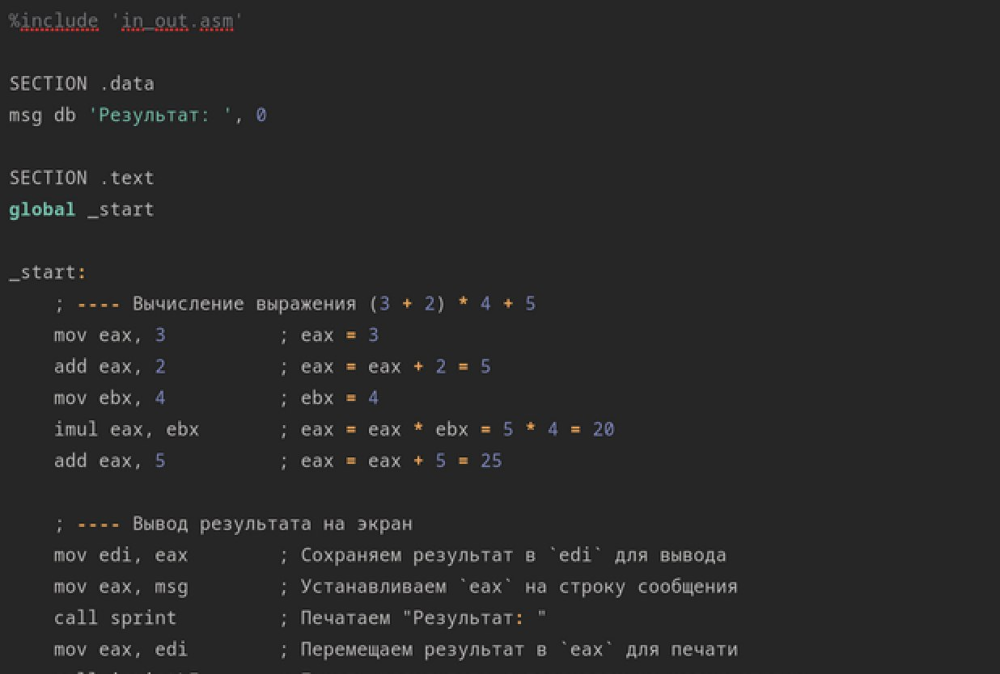 %include 'in_out.asm'
SECTION .data
msg db 'Результат: ', 0
SECTION .text
global _start
_start:
; ---- Вычисление выражения (3 + 2) * 4 + 5
mov eax, 3 ; eax = 3
add eax, 2 ; eax = eax + 2 = 5
mov ebx, 4 ; ebx = 4
imul eax, ebx ; eax = eax * ebx = 5 * 4 = 20
add eax, 5 ; eax = eax + 5 = 25
; ---- Вывод результата на экран
mov edi, eax ; Сохраняем результат в `edi` для вывода
mov eax, msg ; Устанавливаем `eax` на строку сообщения
call sprint ; Печатаем "Результат: "
mov eax, edi ; Перемещаем результат в `eax` для печати